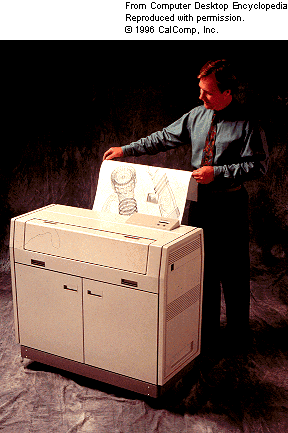 From Computer Desktop Encyclopedia
Reproduced with permission.
© 1996 CalComp, Inc.